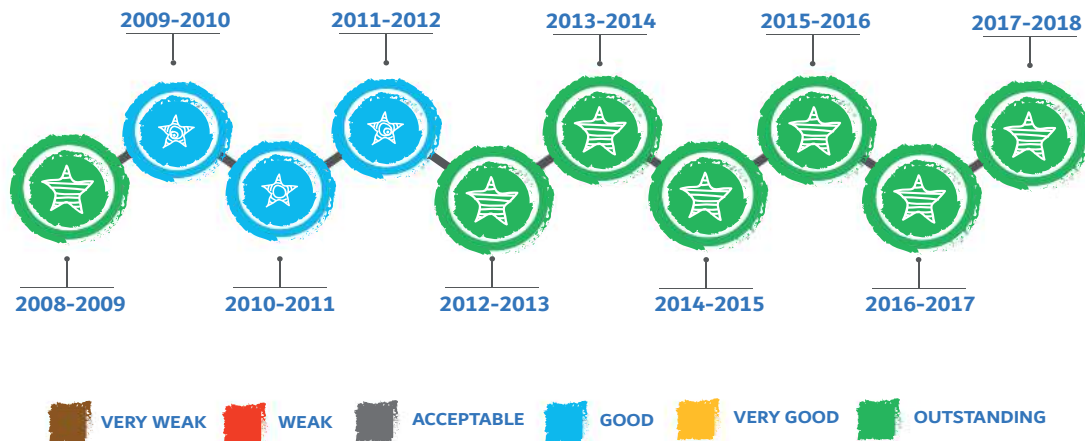 2009-2010
2011-2012
2013-2014
2015-2016
2017-2018
2008-2009
2010-2011
2012-2013
2014-2015
2016-2017
VERY WEAK
WEAK
ACCEPTABLE
GOOD
VERY GOOD
OUTSTANDING